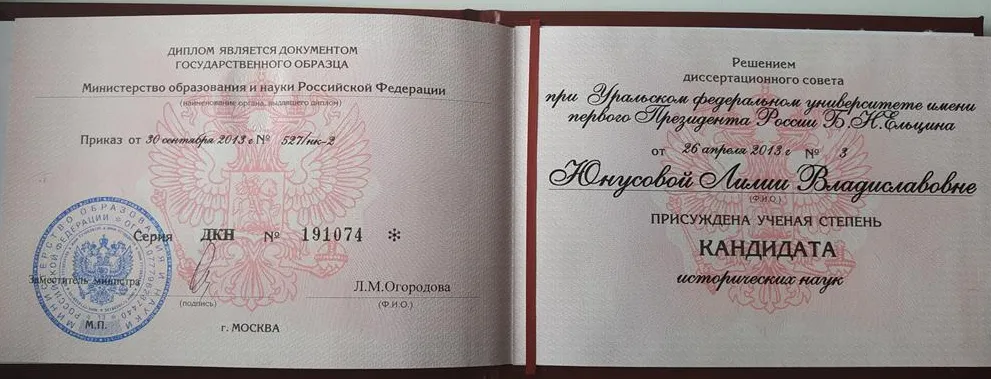 ДИПЛОМ ЯВЛЯЕТСЯ ДОКУМЕНТОМ
ГОСУДАРСТВЕННОГО ОБРАЗЦА
Министерство образования и науки Российской Федерации
(наименование органа, выдавшего диплом)
Приказ от 30 сентября 2013 г. № 527/нк-2
Серия ДКН № 191074 *
Заместитель министра
Л.М.Огородова
(подпись) (Ф.И.О.)
М.П.
г. МОСКВА
Решением
диссертационного совета
при Уральском федеральном университете имени
первого Президента России Б.Н.Ельцина
от 26 апреля 2013 г. № 3
Юнусовой Лилии Владиславовне
(Ф.И.О.)
ПРИСУЖДЕНА УЧЕНАЯ СТЕПЕНЬ
КАНДИДАТА
исторических наук